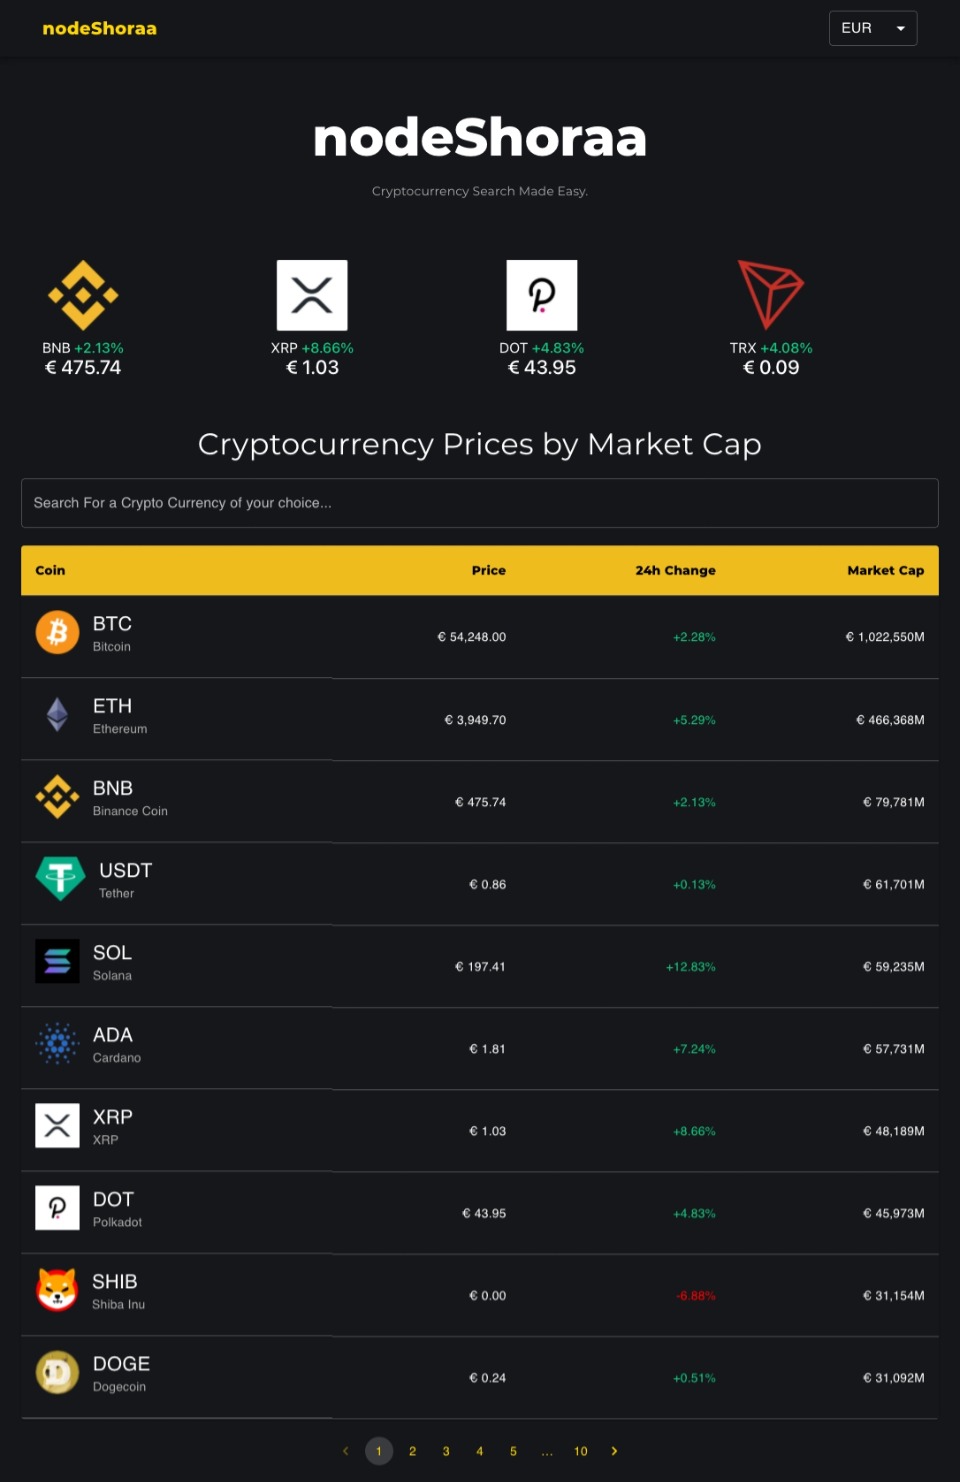 nodeShoraa
EUR
nodeShoraa
Cryptocurrency Search Made Easy.
BNB +2.13%
€ 475.74
XRP +8.66%
€ 1.03
DOT +4.83%
€ 43.95
TRX +4.08%
€ 0.09
Cryptocurrency Prices by Market Cap
Search For a Crypto Currency of your choice...
Coin Price 24h Change Market Cap
BTC
Bitcoin
€ 54,248.00 +2.28% € 1,022,550M
ETH
Ethereum
€ 3,949.70 +5.29% € 466,368M
BNB
Binance Coin
€ 475.74 +2.13% € 79,781M
USDT
Tether
€ 0.86 +0.13% € 61,701M
SOL
Solana
€ 197.41 +12.83% € 59,235M
ADA
Cardano
€ 1.81 +7.24% € 57,731M
XRP
XRP
€ 1.03 +8.66% € 48,189M
DOT
Polkadot
€ 43.95 +4.83% € 45,973M
SHIB
Shiba Inu
€ 0.00 -6.88% € 31,154M
DOGE
Dogecoin
€ 0.24 +0.51% € 31,092M
‹ 1 2 3 4 5 ... 10 ›